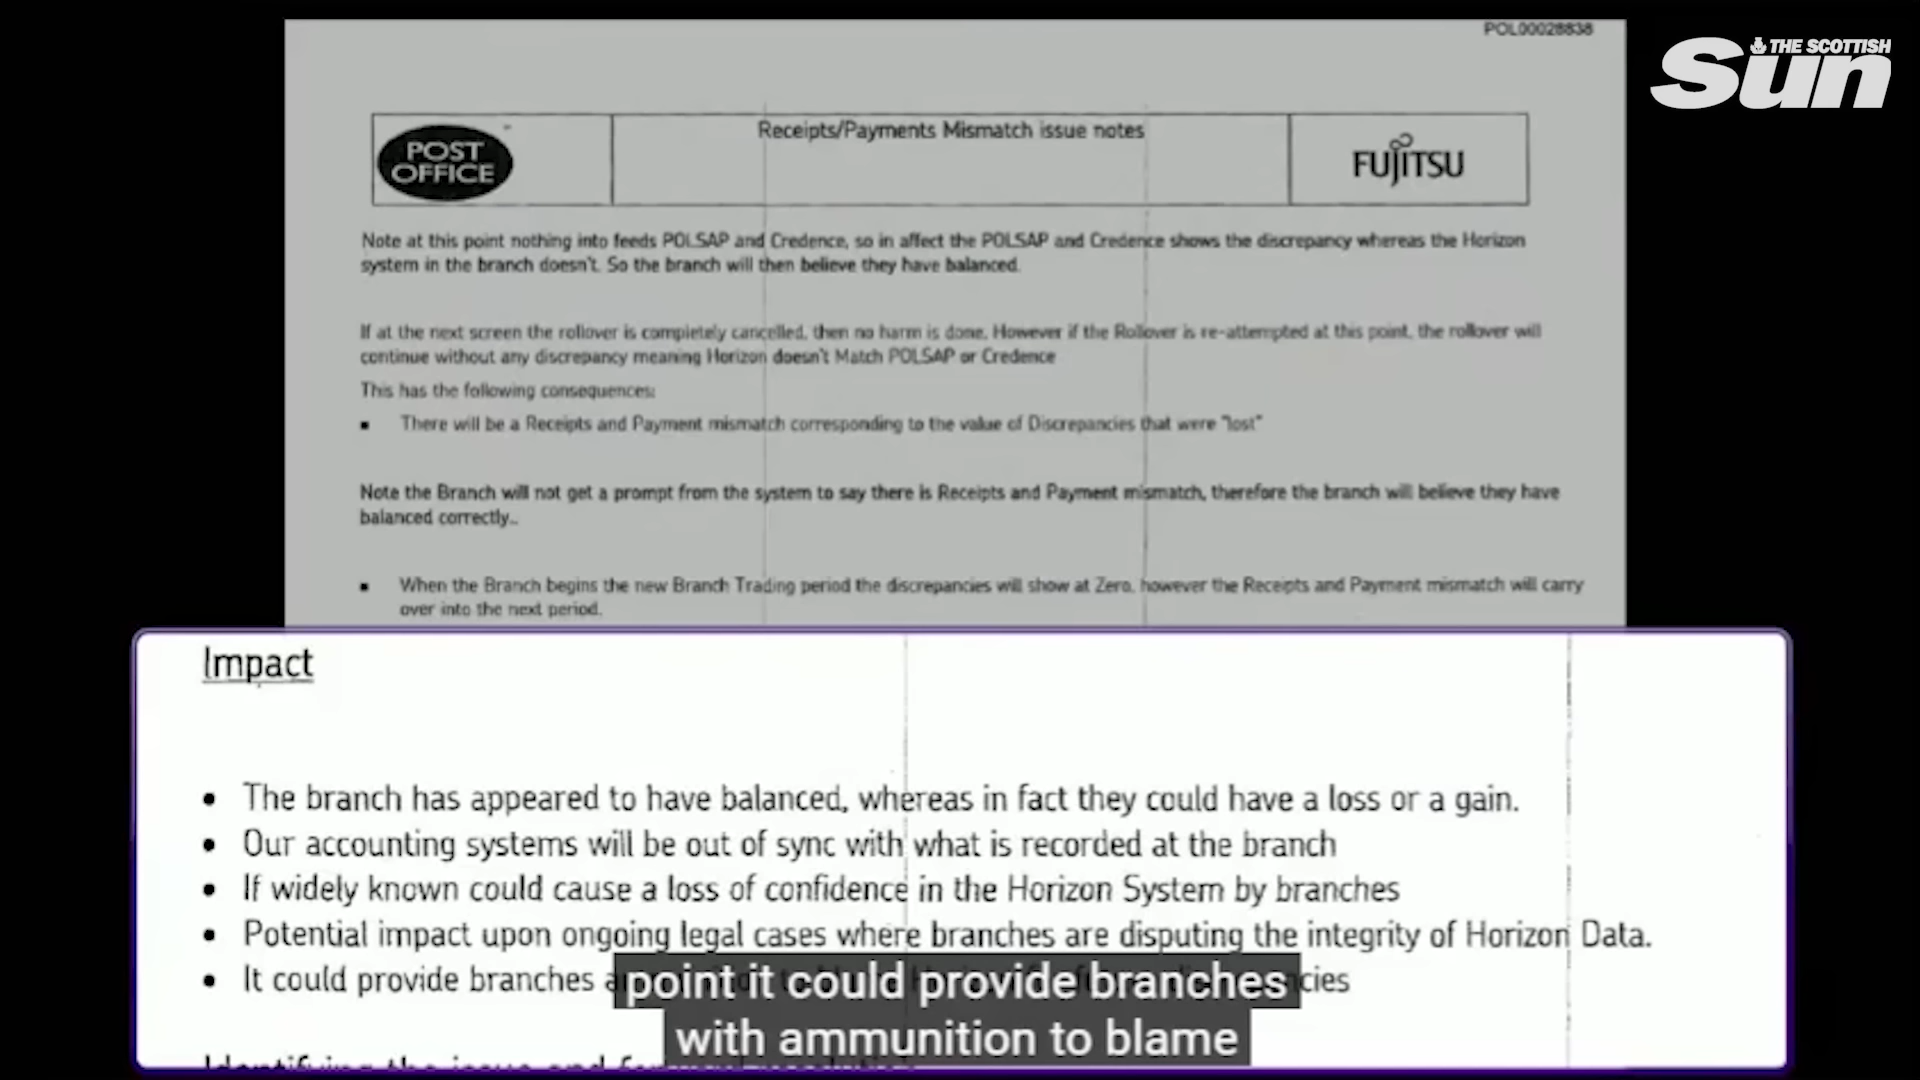 POL00028838
THE SCOTTISH
Sun
POST
OFFICE
Receipts/Payments Mismatch issue notes
FUJITSU
Note at this point nothing into feeds POLSAP and Credence, so in affect the POLSAP and Credence shows the discrepancy whereas the Horizon
system in the branch doesn't. So the branch will then believe they have balanced.
If at the next screen the rollover is completely cancelled, then no harm is done. However if the Rollover is re-attempted at this point, the rollover will
continue without any discrepancy meaning Horizon doesn't Match POLSAP or Credence
This has the following consequences:
▪ There will be a Receipts and Payment mismatch corresponding to the value of Discrepancies that were "lost"
Note the Branch will not get a prompt from the system to say there is Receipts and Payment mismatch, therefore the branch will believe they have
balanced correctly..
▪ When the Branch begins the new Branch Trading period the discrepancies will show at Zero, however the Receipts and Payment mismatch will carry
over into the next period.
Impact
• The branch has appeared to have balanced, whereas in fact they could have a loss or a gain.
• Our accounting systems will be out of sync with what is recorded at the branch
• If widely known could cause a loss of confidence in the Horizon System by branches
• Potential impact upon ongoing legal cases where branches are disputing the integrity of Horizon Data.
• It could provide branches
point it could provide branches
with ammunition to blame